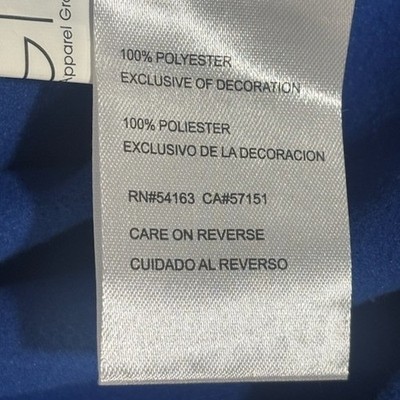 Apparel Gro
100% POLYESTER
EXCLUSIVE OF DECORATION
100% POLIESTER
EXCLUSIVO DE LA DECORACION
RN#54163 CA#57151
CARE ON REVERSE
CUIDADO AL REVERSO